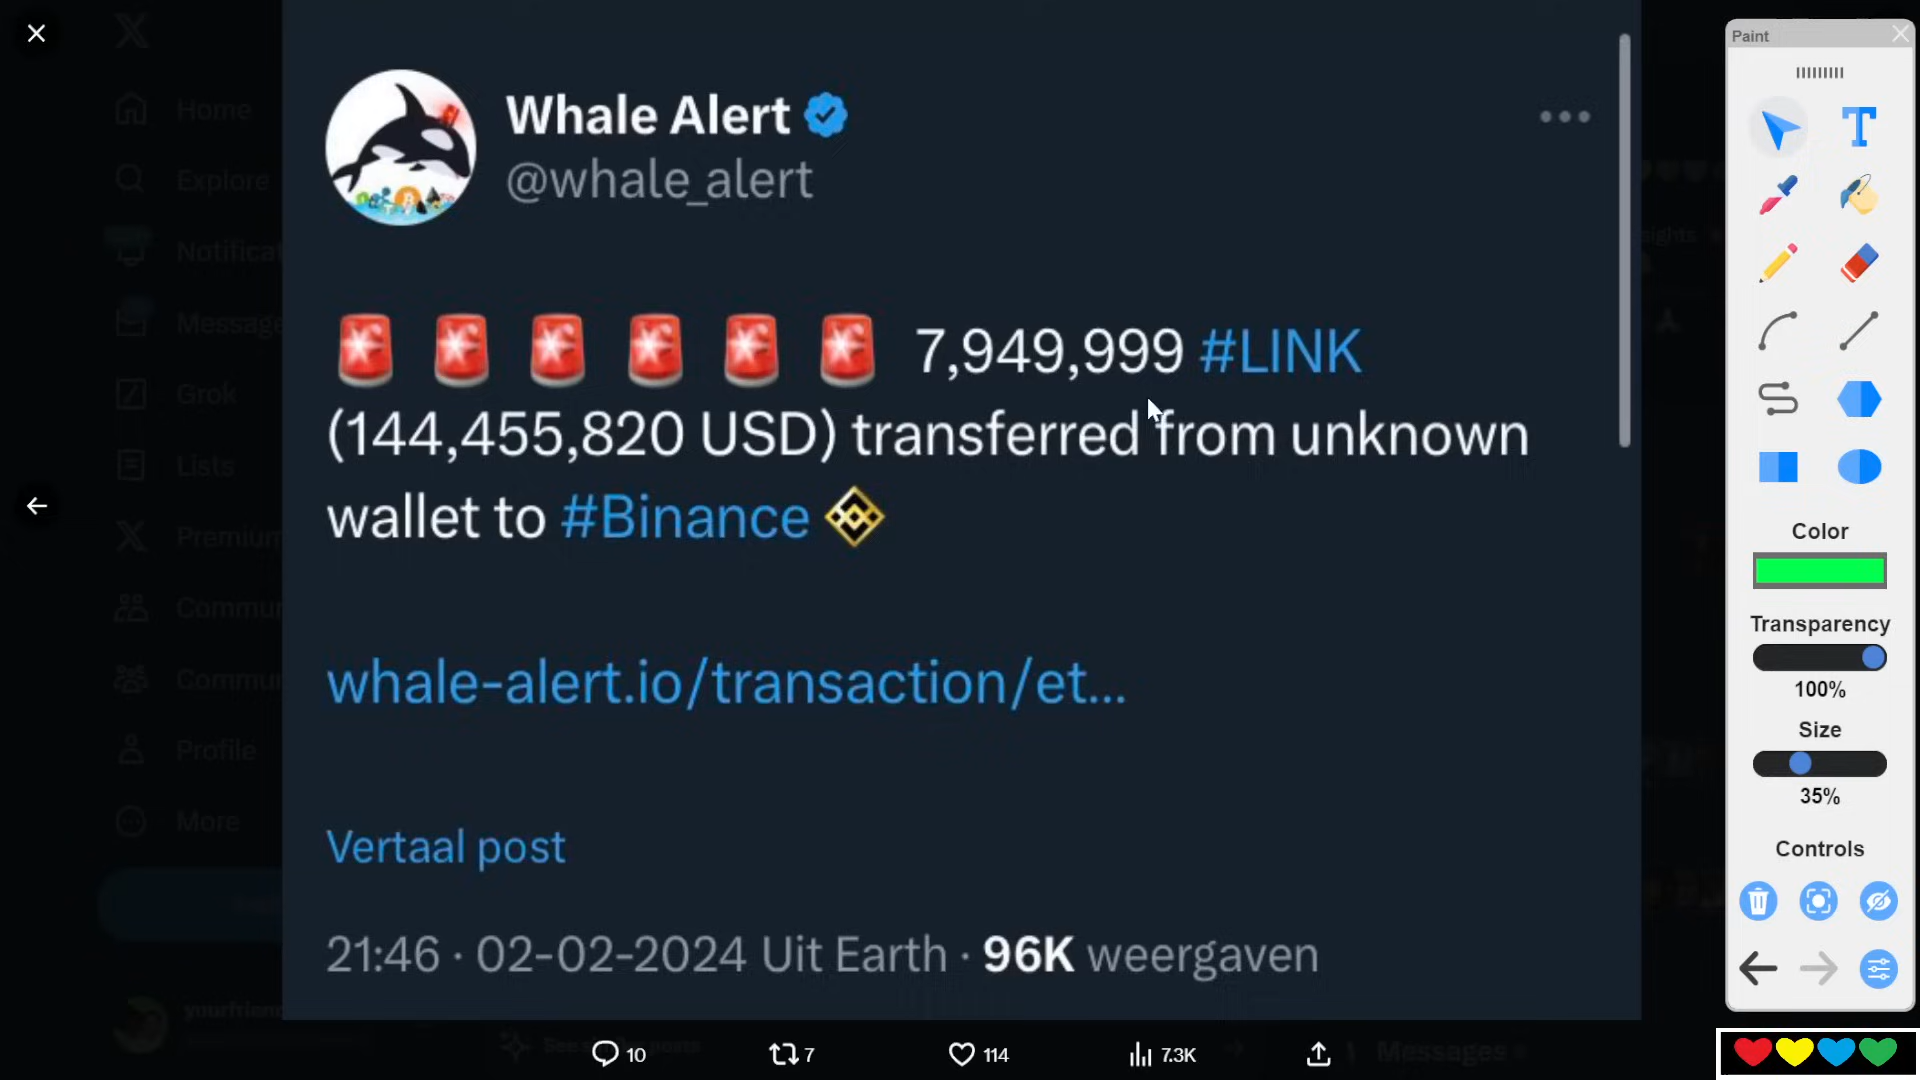 Whale Alert
@whale_alert
🚨 🚨 🚨 🚨 🚨 🚨 7,949,999 #LINK
(144,455,820 USD) transferred from unknown
wallet to #Binance
whale-alert.io/transaction/et...
Vertaal post
21:46 · 02-02-2024 Uit Earth · 96K weergaven
10
7
114
7.3K
Home
Explore
Notificat
Message
Grok
Lists
Premium
Commun
Commun
Profile
More
yourfrien
Messages
Paint
Color
Transparency
100%
Size
35%
Controls